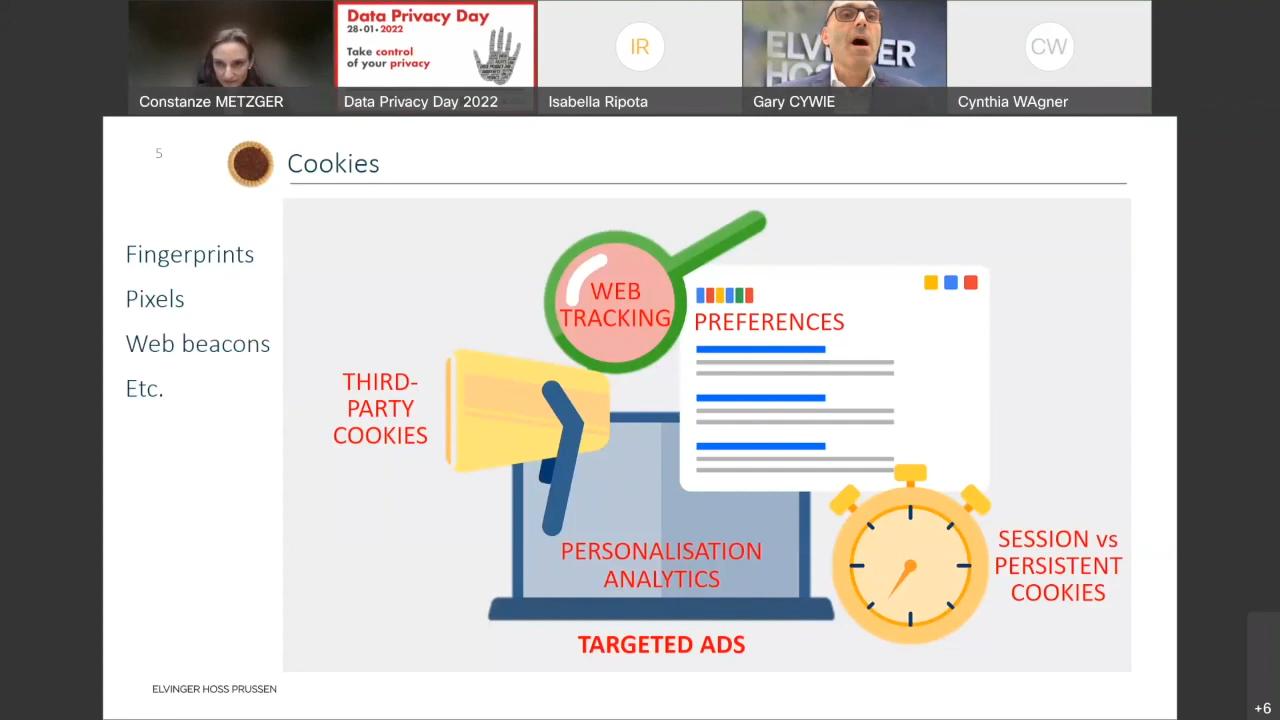 Data Privacy Day
28•01•2022
Take control
of your privacy
IR
ELVINGER
HOSS
CW
Constanze METZGER
Data Privacy Day 2022
Isabella Ripota
Gary CYWIE
Cynthia WAgner
5
Cookies
Fingerprints
Pixels
Web beacons
Etc.
WEB
TRACKING
PREFERENCES
THIRD-
PARTY
COOKIES
PERSONALISATION
ANALYTICS
SESSION vs
PERSISTENT
COOKIES
TARGETED ADS
ELVINGER HOSS PRUSSEN
+6